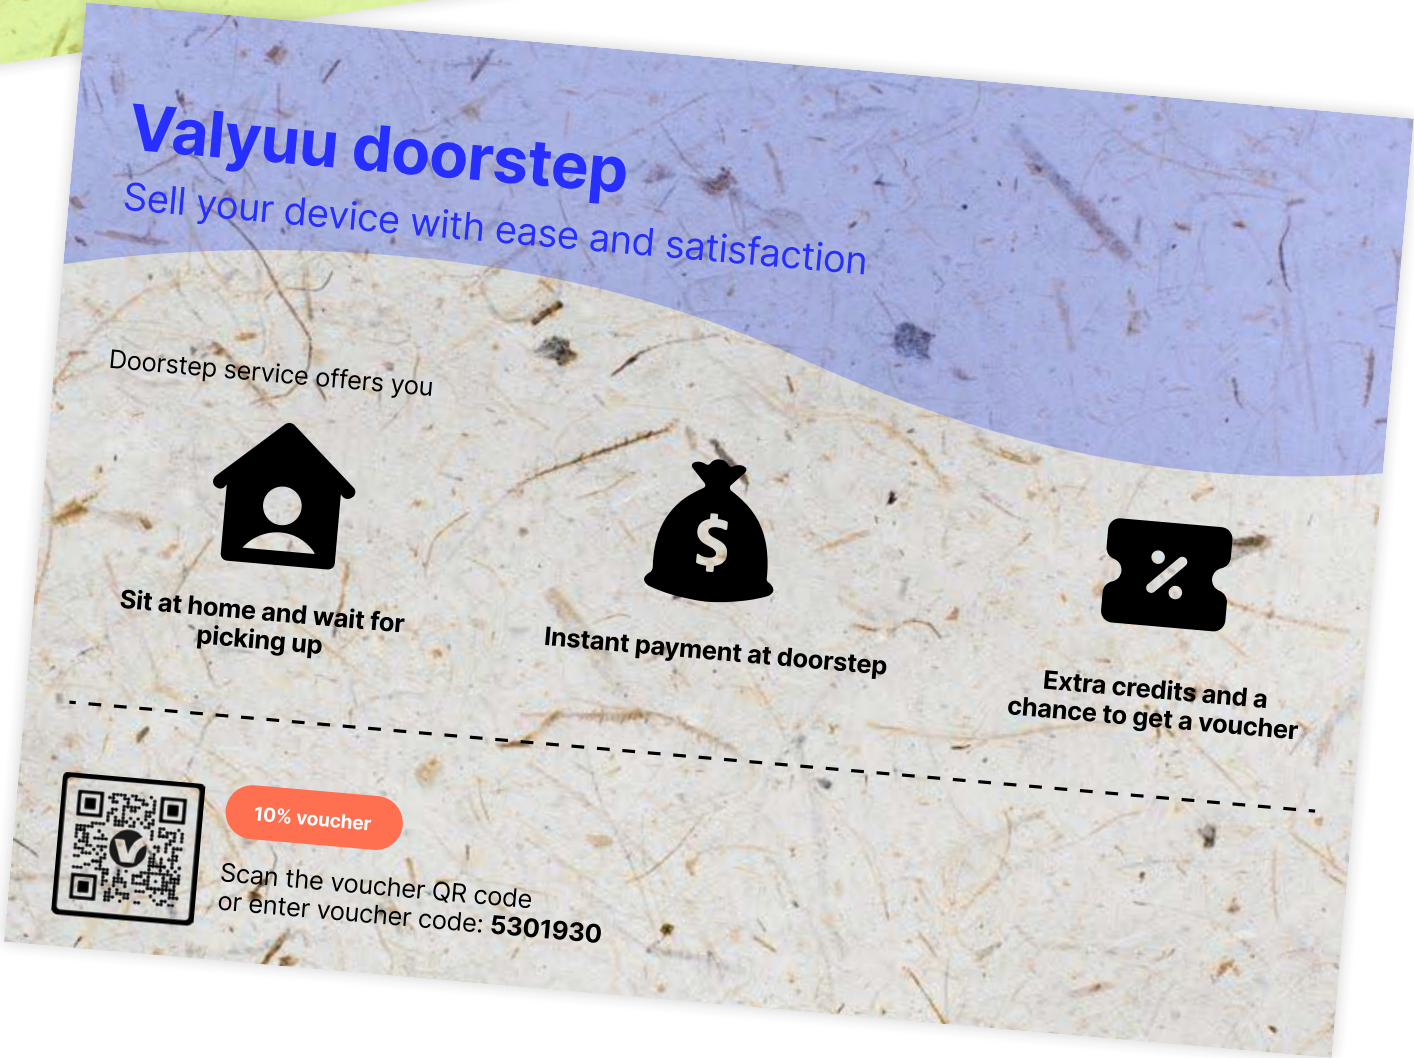 Valyuu doorstep
Sell your device with ease and satisfaction
Doorstep service offers you
Sit at home and wait for
picking up
$
Instant payment at doorstep
%
Extra credits and a
chance to get a voucher
10% voucher
Scan the voucher QR code
or enter voucher code: 5301930